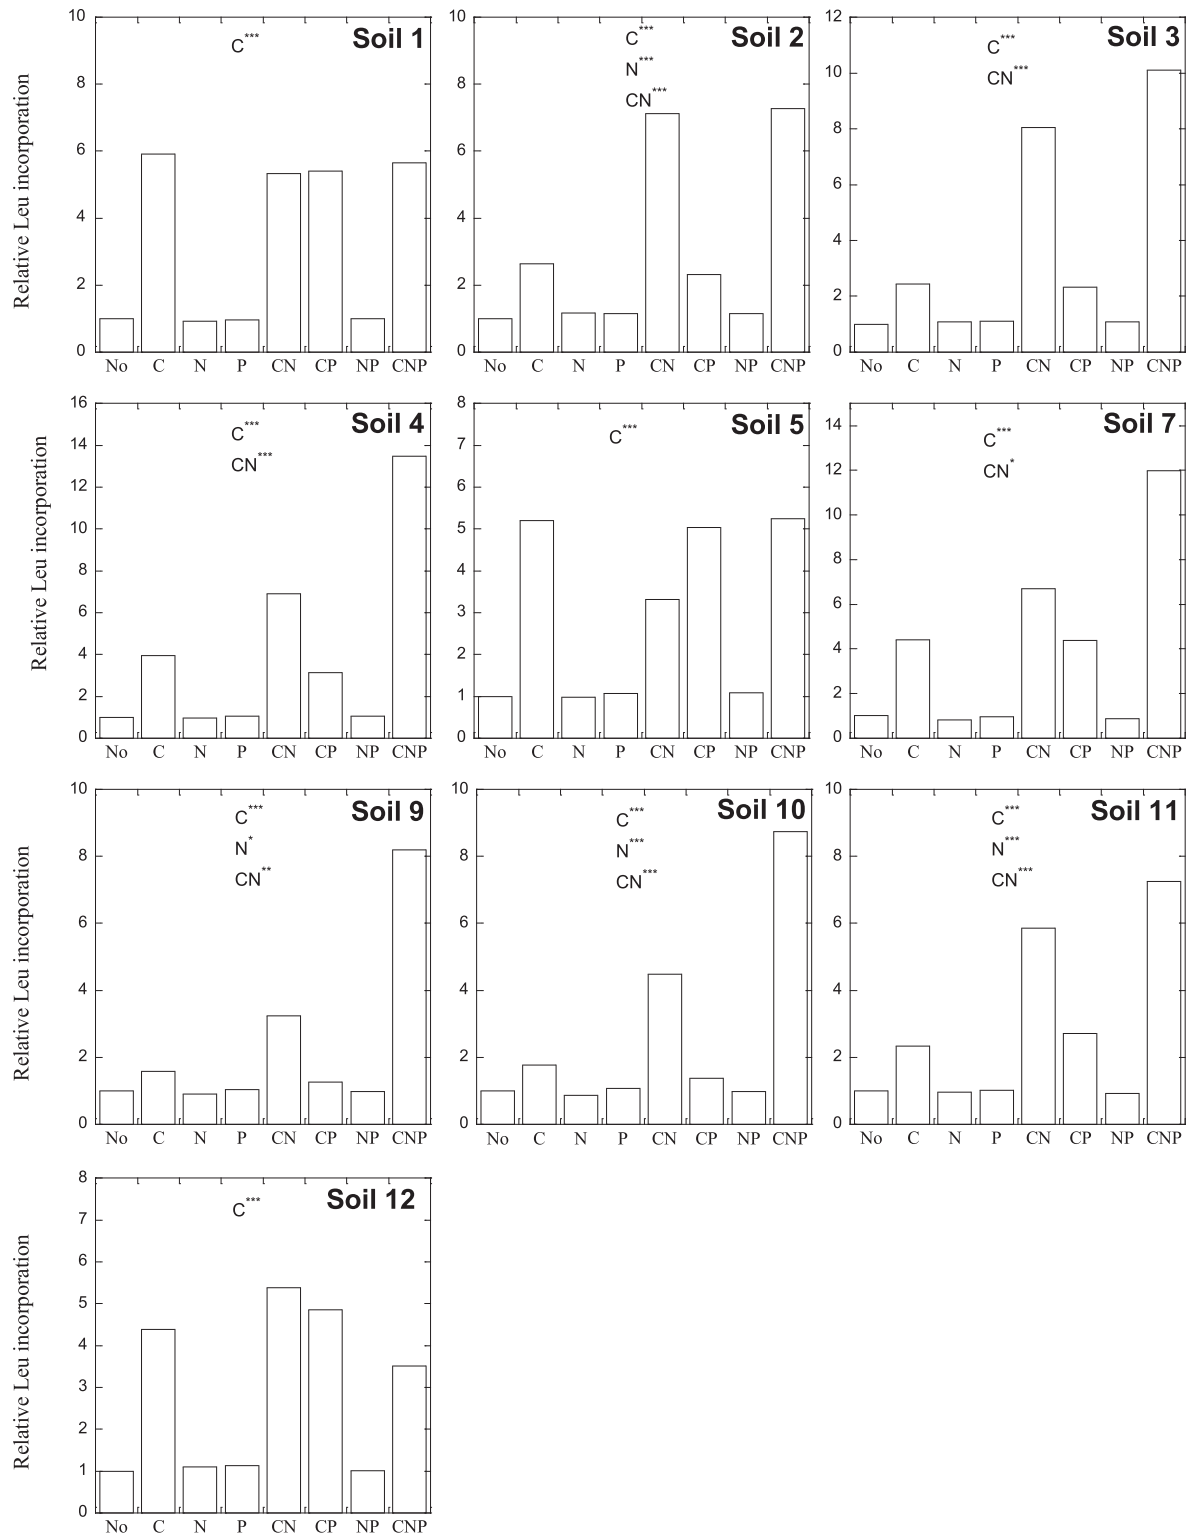 Relative Leu incorporation
Soil 1
C***
10
8
6
4
2
0
No C N P CN CP NP CNP
Soil 2
C***
N***
CN***
10
8
6
4
2
0
No C N P CN CP NP CNP
Soil 3
C***
CN***
12
10
8
6
4
2
0
No C N P CN CP NP CNP
Relative Leu incorporation
Soil 4
C***
CN***
16
14
12
10
8
6
4
2
0
No C N P CN CP NP CNP
Soil 5
C***
8
7
6
5
4
3
2
1
0
No C N P CN CP NP CNP
Soil 7
C***
CN*
14
12
10
8
6
4
2
0
No C N P CN CP NP CNP
Relative Leu incorporation
Soil 9
C***
N*
CN**
10
8
6
4
2
0
No C N P CN CP NP CNP
Soil 10
C***
N***
CN***
10
8
6
4
2
0
No C N P CN CP NP CNP
Soil 11
C***
N***
CN***
10
8
6
4
2
0
No C N P CN CP NP CNP
Relative Leu incorporation
Soil 12
C***
8
7
6
5
4
3
2
1
0
No C N P CN CP NP CNP